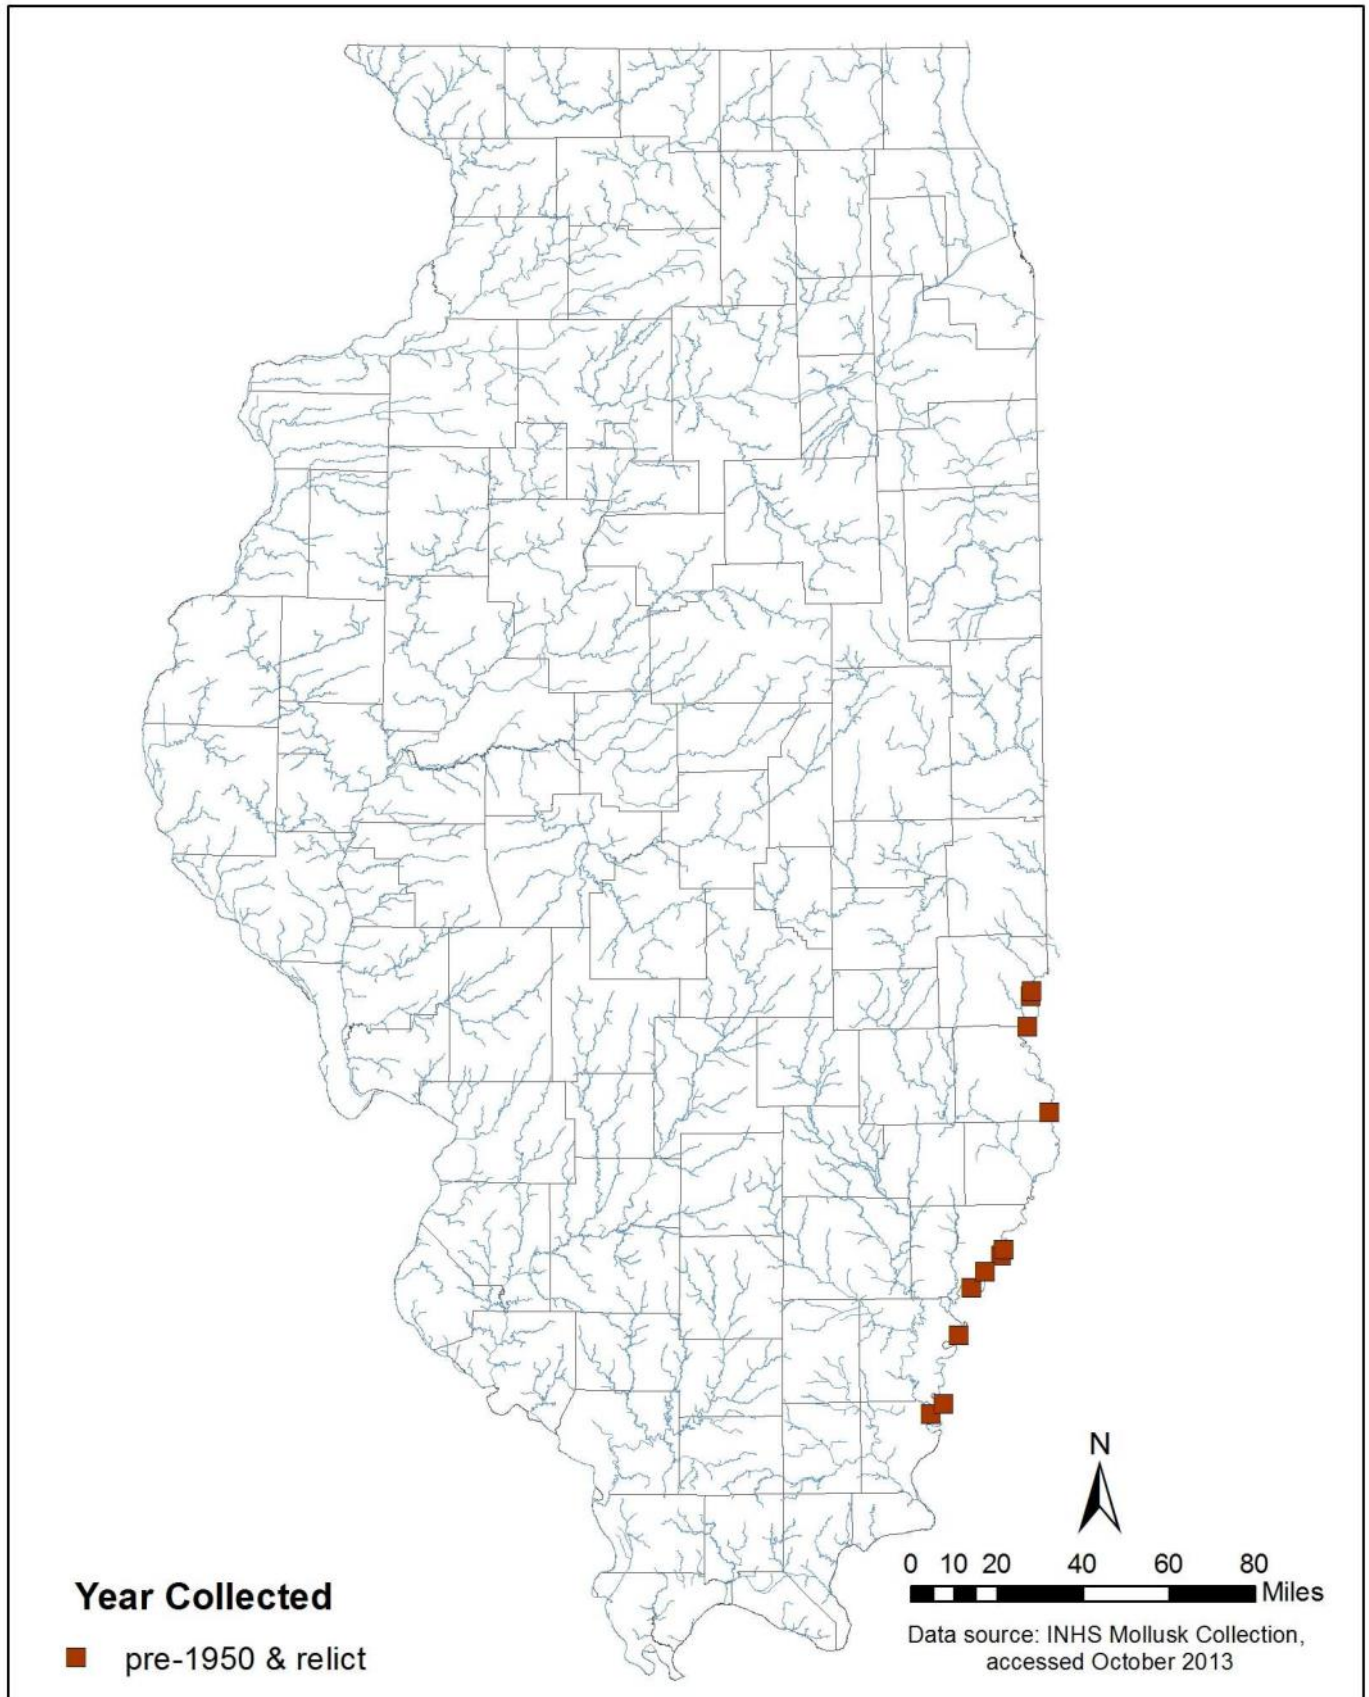 N
0 10 20 40 60 80
Miles
Year Collected
pre-1950 & relict
Data source: INHS Mollusk Collection,
accessed October 2013